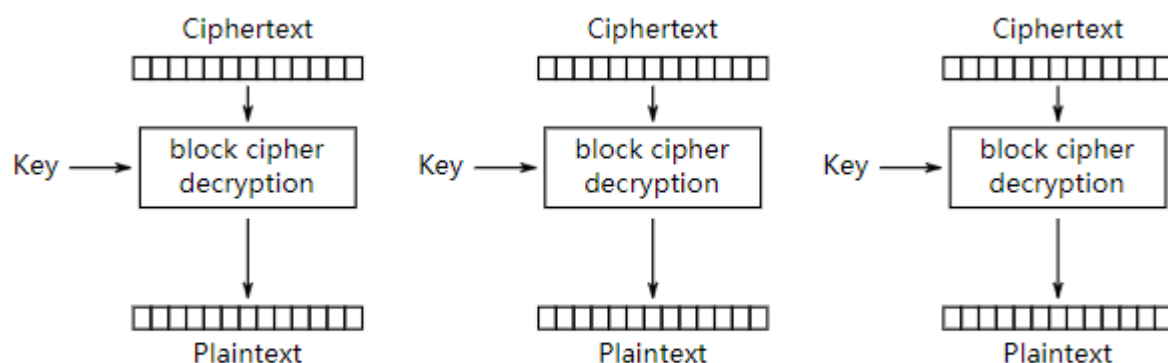 Ciphertext Ciphertext Ciphertext
Key block cipher decryption Key block cipher decryption Key block cipher decryption
Plaintext Plaintext Plaintext